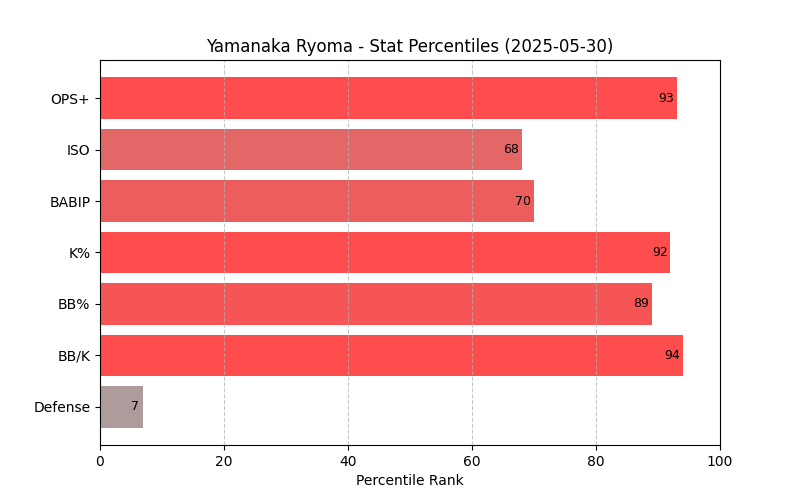 Yamanaka Ryoma - Stat Percentiles (2025-05-30)
OPS+ 93
ISO 68
BABIP 70
K% 92
BB% 89
BB/K 94
Defense 7
0 20 40 60 80 100
Percentile Rank